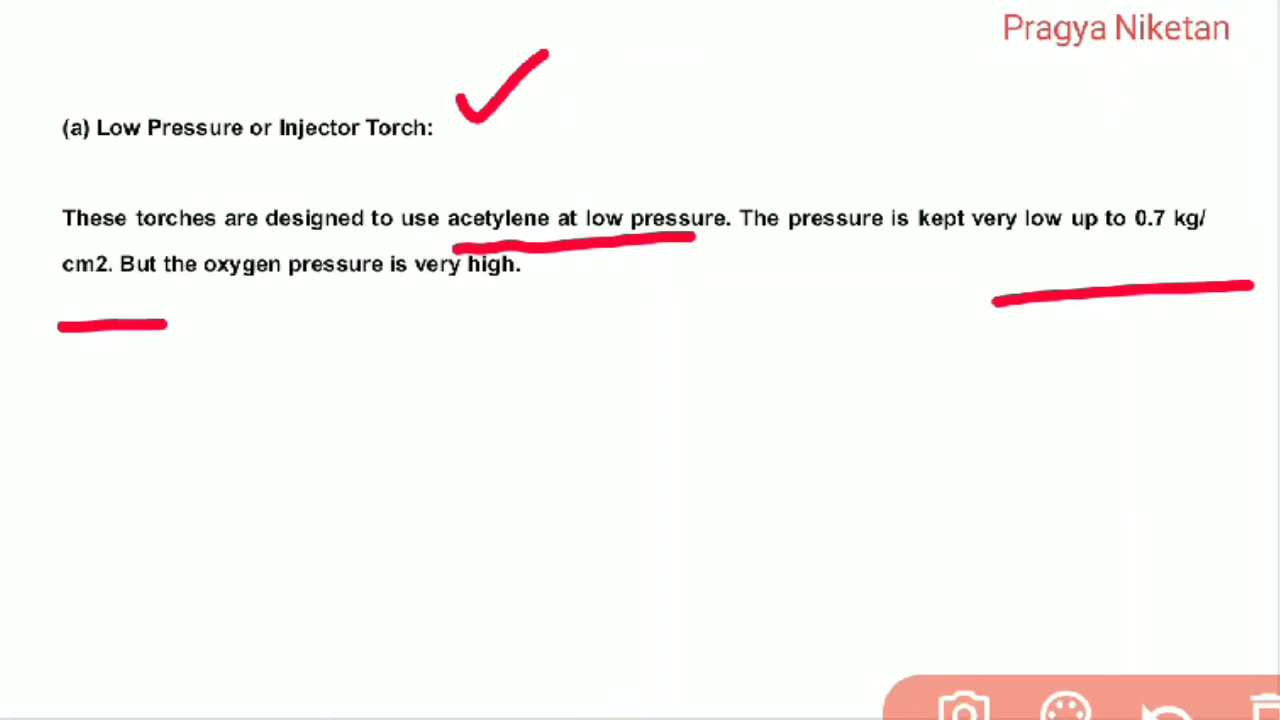 Pragya Niketan
(a) Low Pressure or Injector Torch:
These torches are designed to use acetylene at low pressure. The pressure is kept very low up to 0.7 kg/
cm2. But the oxygen pressure is very high.